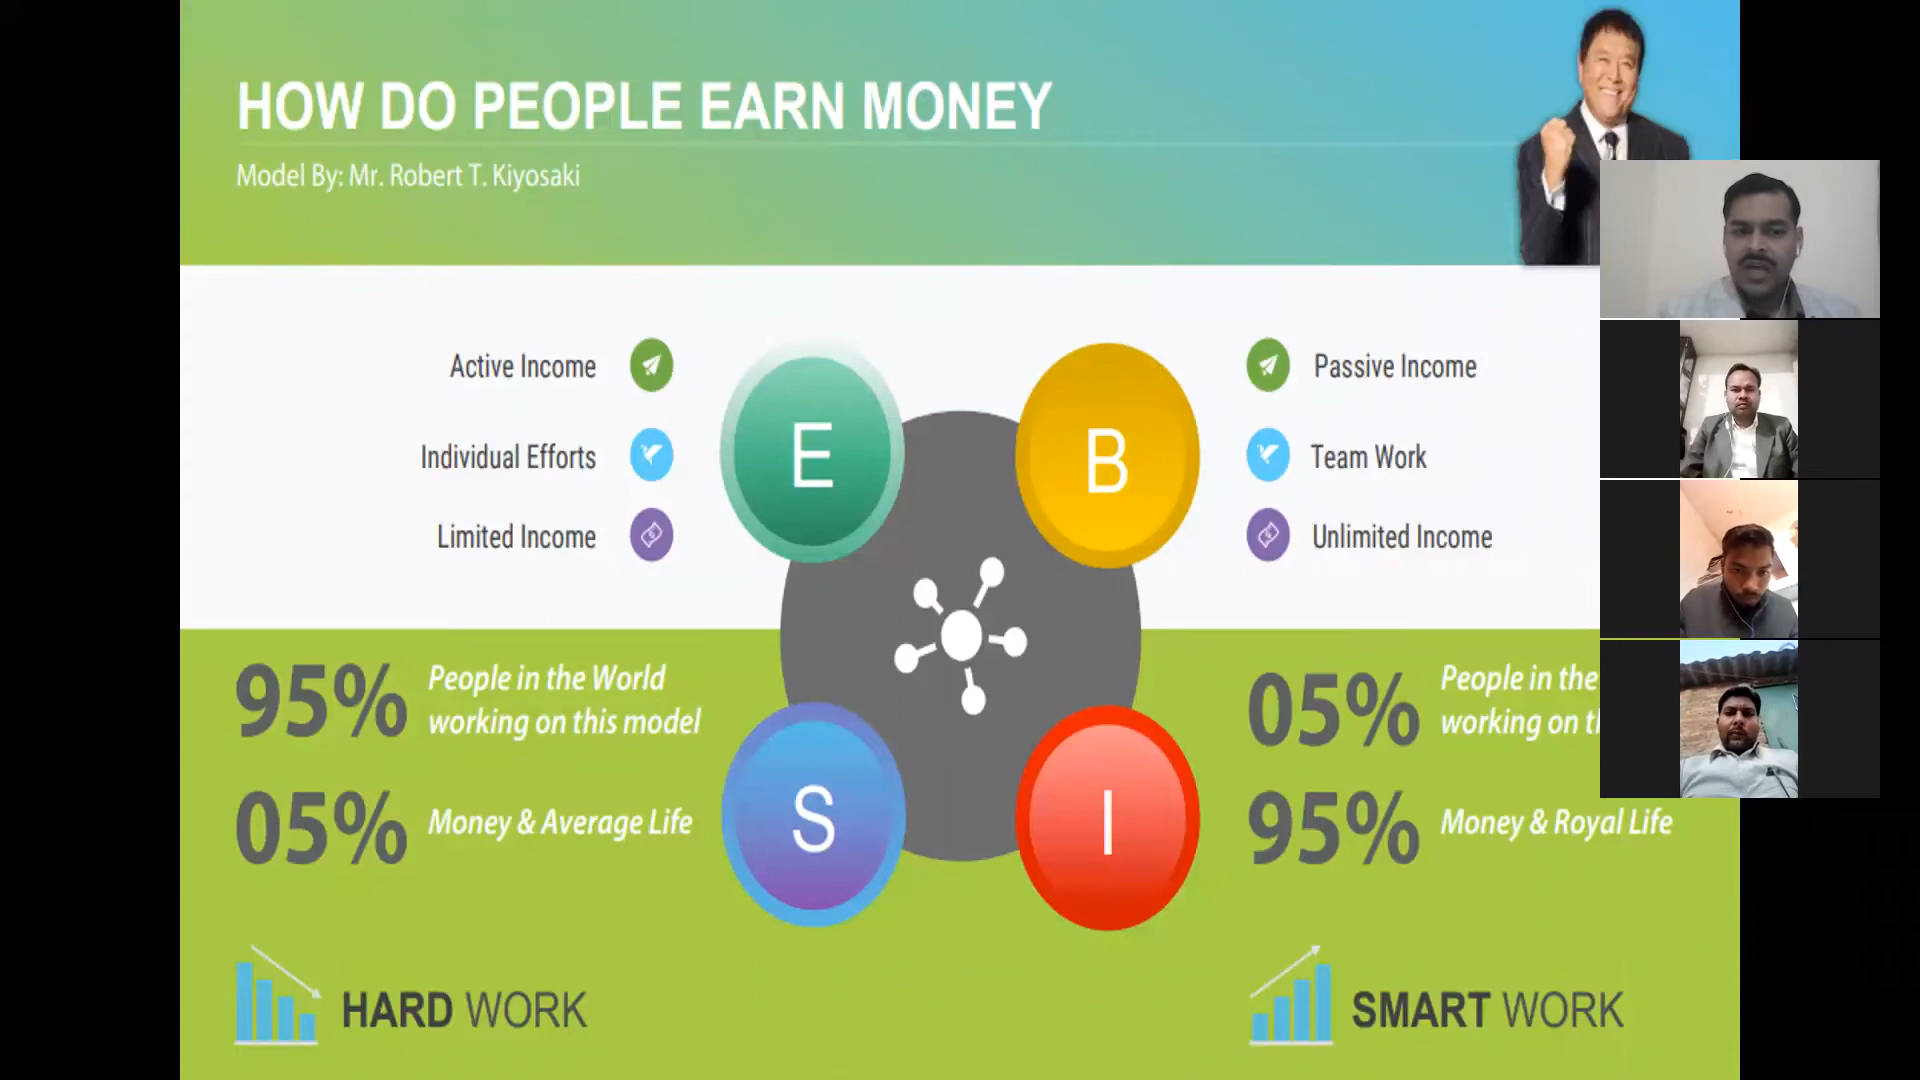 HOW DO PEOPLE EARN MONEY
Model By: Mr. Robert T. Kiyosaki
Active Income
Individual Efforts
Limited Income
E
B
Passive Income
Team Work
Unlimited Income
95%
People in the World
working on this model
05%
Money & Average Life
S
I
05%
People in the
working on
95%
Money & Royal Life
HARD WORK
SMART WORK